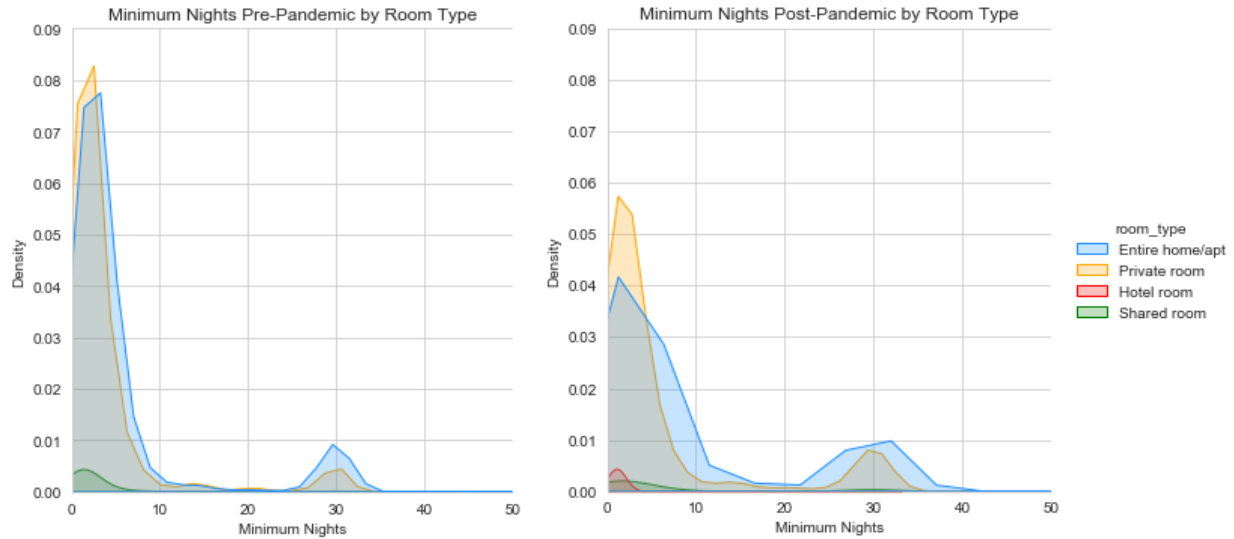 Minimum Nights Pre-Pandemic by Room Type
0.09
0.08
0.07
0.06
0.05
0.04
0.03
0.02
0.01
0.00
Density
0 10 20 30 40 50
Minimum Nights
Minimum Nights Post-Pandemic by Room Type
0.09
0.08
0.07
0.06
0.05
0.04
0.03
0.02
0.01
0.00
Density
0 10 20 30 40 50
Minimum Nights
room_type
Entire home/apt
Private room
Hotel room
Shared room